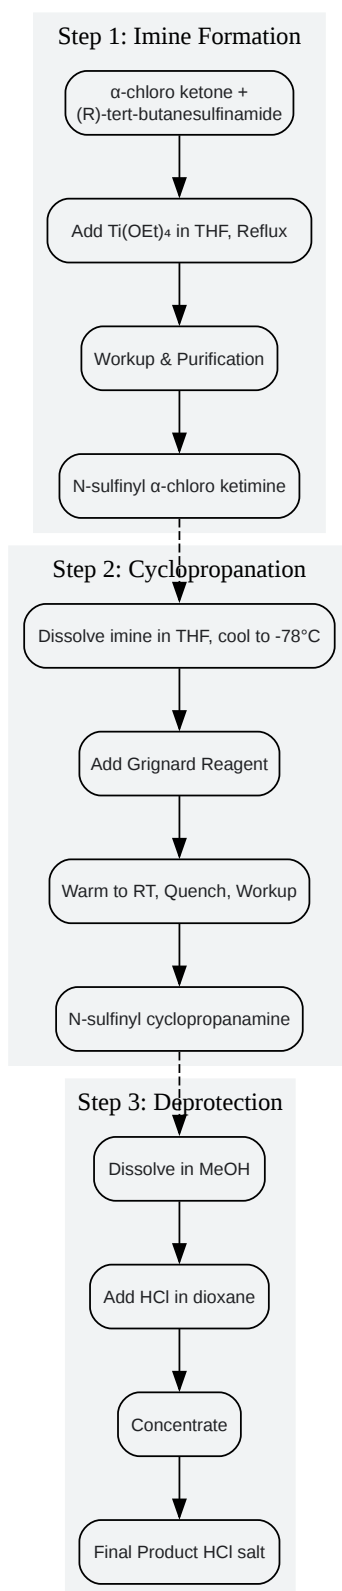 Step 1: Imine Formation
α-chloro ketone +
(R)-tert-butanesulfinamide
Add Ti(OEt)₄ in THF, Reflux
Workup & Purification
N-sulfinyl α-chloro ketimine
Step 2: Cyclopropanation
Dissolve imine in THF, cool to -78°C
Add Grignard Reagent
Warm to RT, Quench, Workup
N-sulfinyl cyclopropanamine
Step 3: Deprotection
Dissolve in MeOH
Add HCl in dioxane
Concentrate
Final Product HCl salt